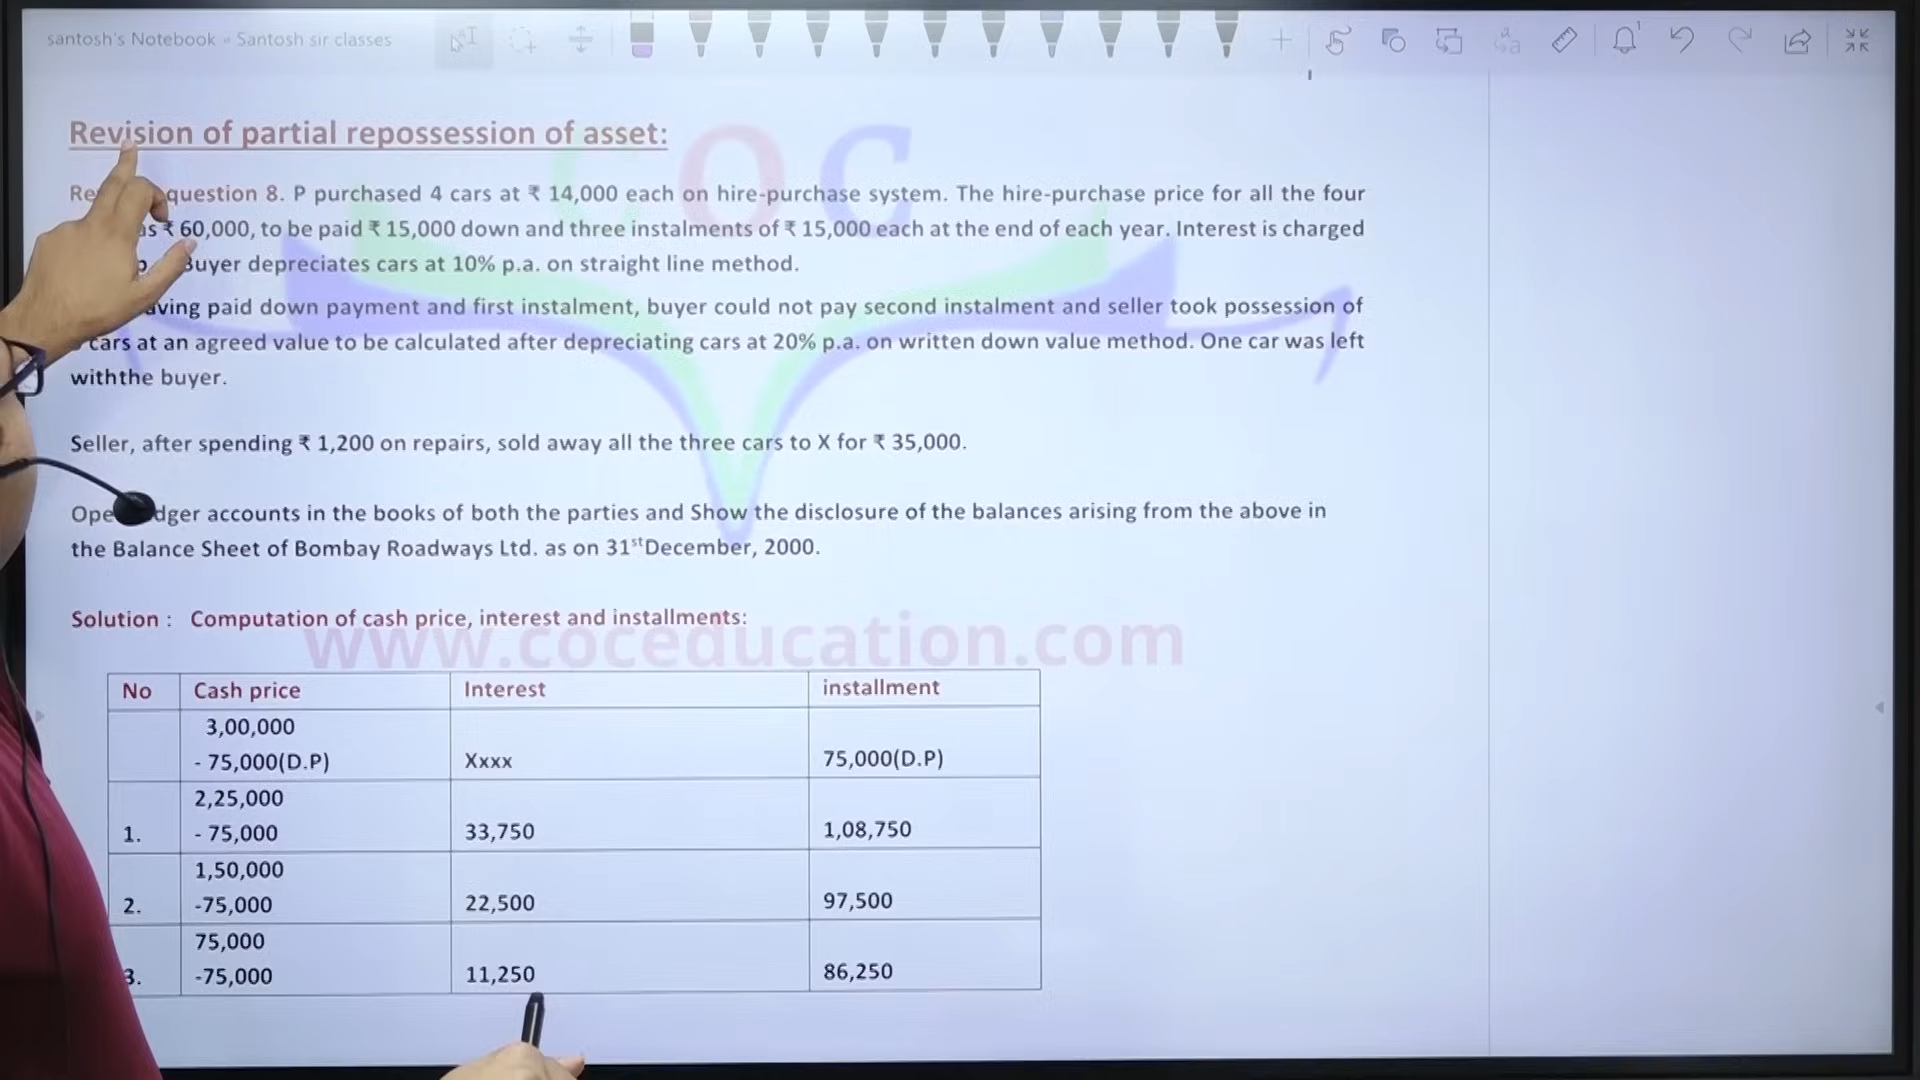 santosh's Notebook - Santosh sir classes
Revision of partial repossession of asset:
question 8. P purchased 4 cars at ₹ 14,000 each on hire-purchase system. The hire-purchase price for all the four
₹ 60,000, to be paid ₹ 15,000 down and three instalments of ₹ 15,000 each at the end of each year. Interest is charged
depreciates cars at 10% p.a. on straight line method.
paid down payment and first instalment, buyer could not pay second instalment and seller took possession of
cars at an agreed value to be calculated after depreciating cars at 20% p.a. on written down value method. One car was left
withthe buyer.
Seller, after spending ₹ 1,200 on repairs, sold away all the three cars to X for ₹ 35,000.
accounts in the books of both the parties and Show the disclosure of the balances arising from the above in
the Balance Sheet of Bombay Roadways Ltd. as on 31stDecember, 2000.
Solution : Computation of cash price, interest and installments:
www.coceducation.com
No Cash price Interest installment
3,00,000
- 75,000(D.P) Xxxx 75,000(D.P)
2,25,000
1. - 75,000 33,750 1,08,750
1,50,000
2. -75,000 22,500 97,500
75,000
3. -75,000 11,250 86,250